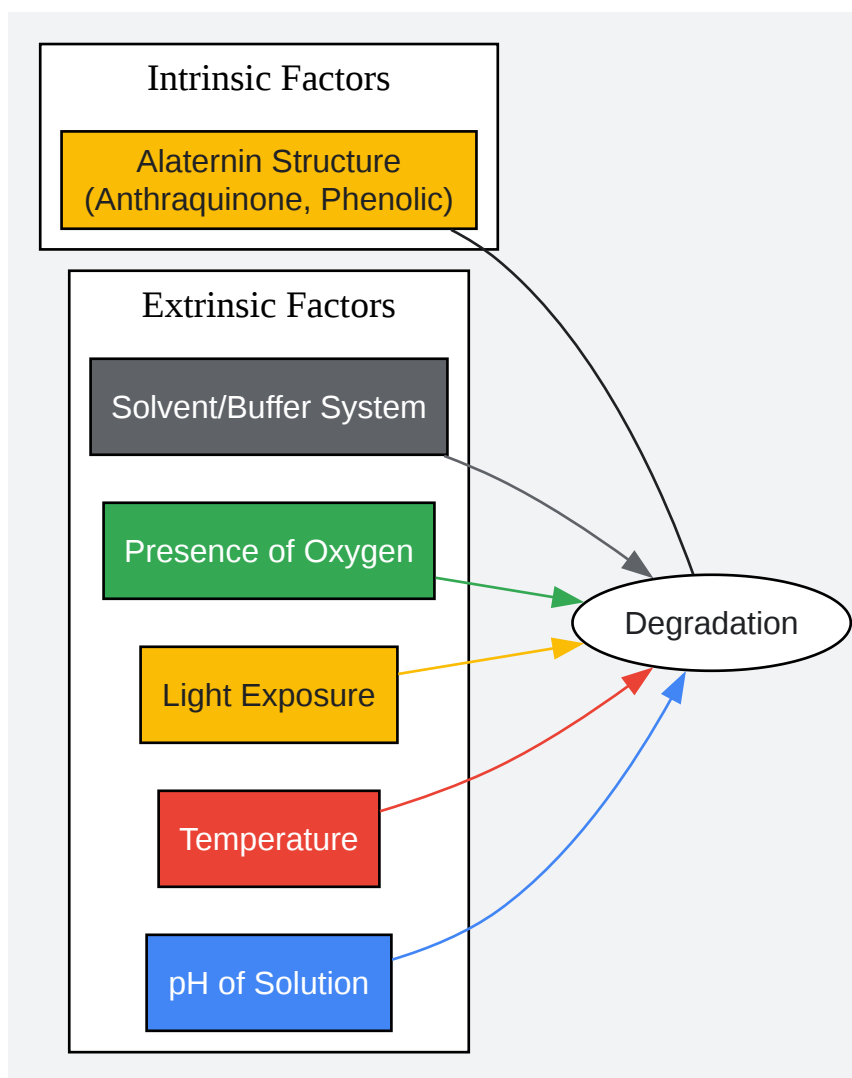 Intrinsic Factors
Alaternin Structure
(Anthraquinone, Phenolic)
Extrinsic Factors
Solvent/Buffer System
Presence of Oxygen
Light Exposure
Temperature
pH of Solution
Degradation